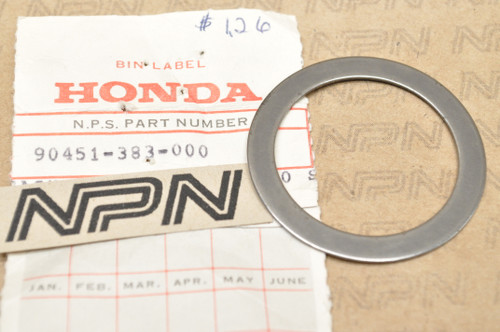 $1.26
BIN LABEL
HONDA
N.P.S. PART NUMBER
90451-383-000
NPN
JAN. FEB. MAR. APR. MAY JUNE